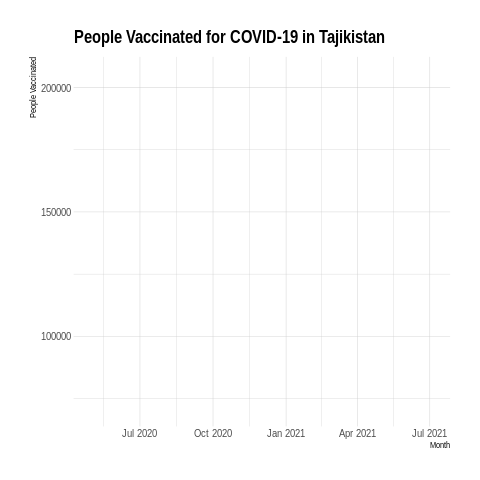 People Vaccinated for COVID-19 in Tajikistan
People Vaccinated
200000
150000
100000
Jul 2020 Oct 2020 Jan 2021 Apr 2021 Jul 2021
Month